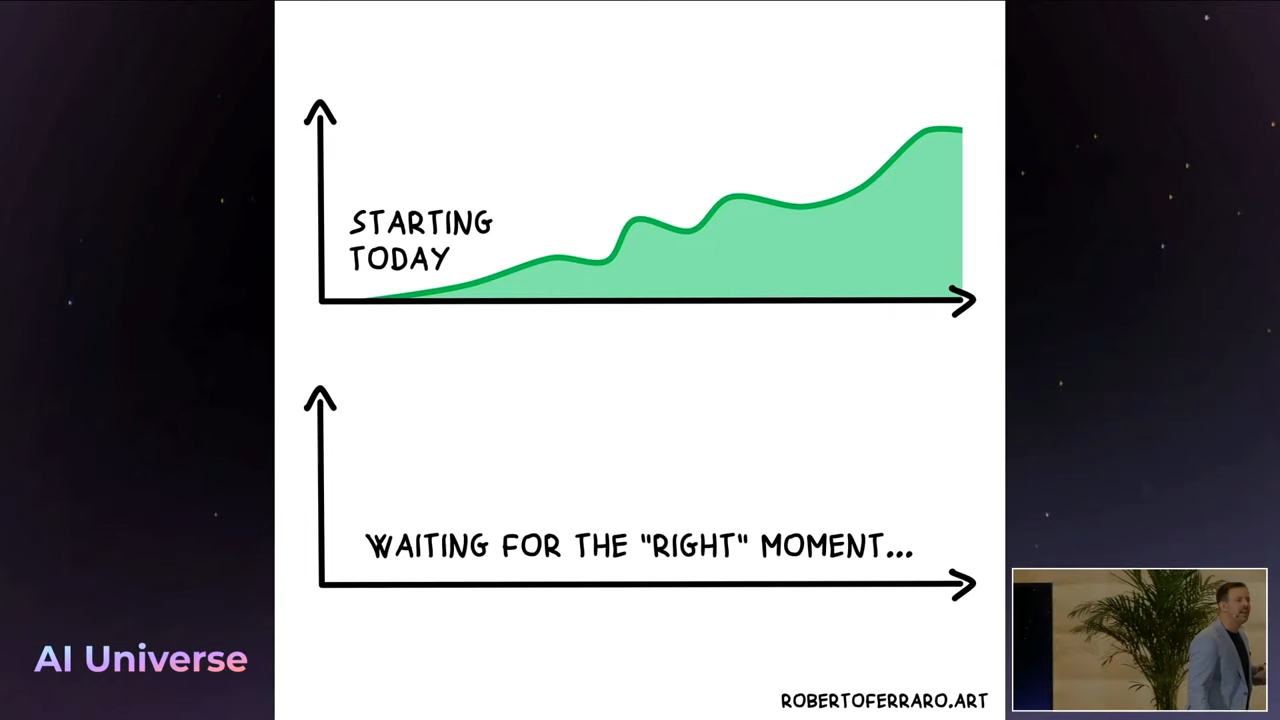 STARTING
TODAY
WAITING FOR THE "RIGHT" MOMENT...
AI Universe
ROBERTOFERRARO.ART